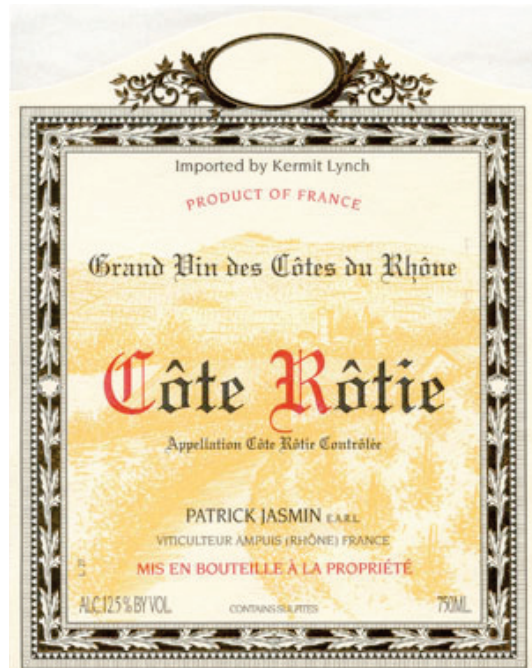 Imported by Kermit Lynch
PRODUCT OF FRANCE
Grand Vin des Côtes du Rhône
Côte Rôtie
Appellation Côte Rôtie Contrôlée
PATRICK JASMIN E.A.R.L.
VITICULTEUR AMPUIS (RHÔNE) FRANCE
MIS EN BOUTEILLE À LA PROPRIÉTÉ
ALC. 12.5 % BY VOL. CONTAINS SULFITES 750ML.